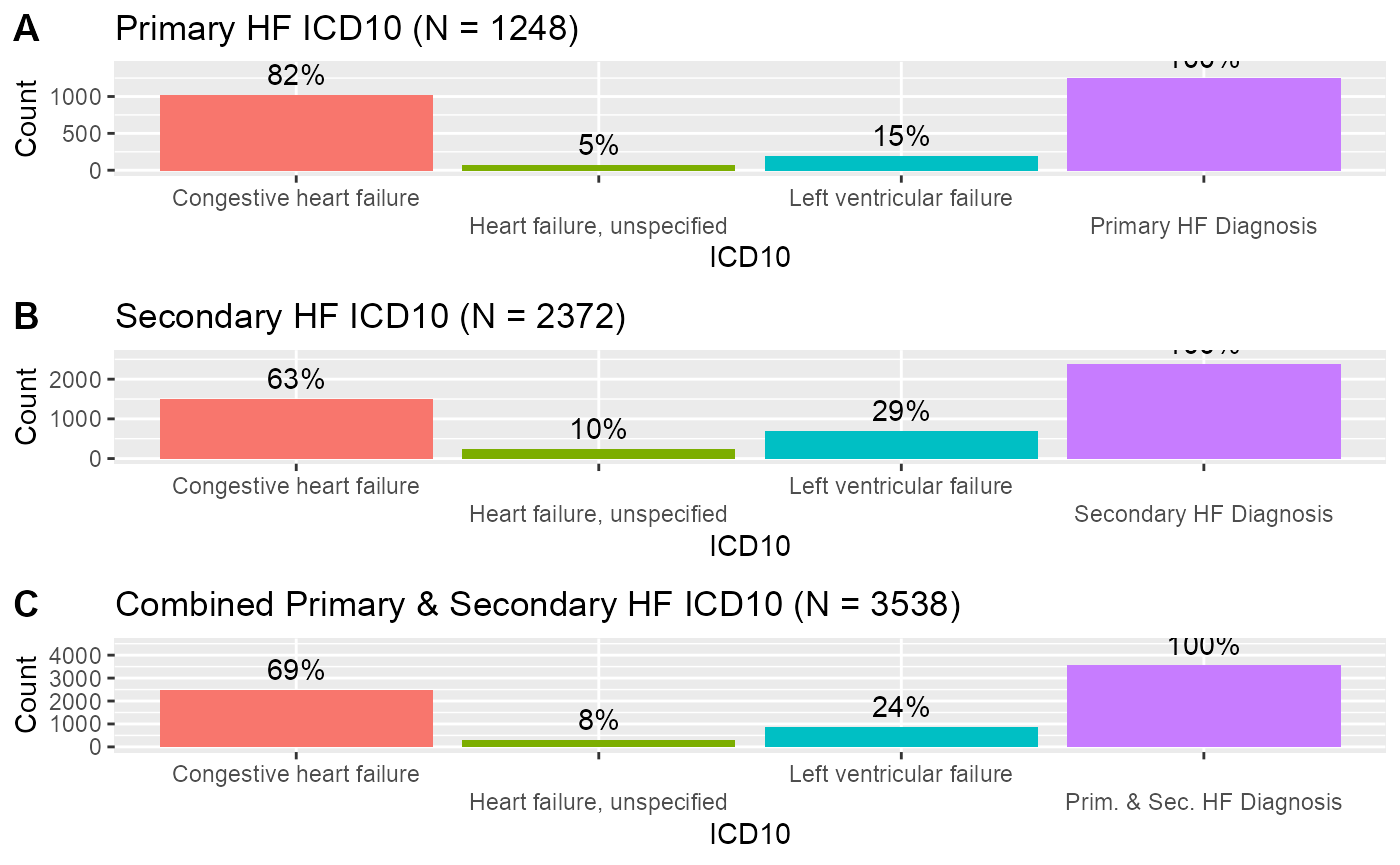 A Primary HF ICD10 (N = 1248)
Count
1000
500
0
82%
5%
15%
100%
Congestive heart failure
Heart failure, unspecified
Left ventricular failure
Primary HF Diagnosis
ICD10
B Secondary HF ICD10 (N = 2372)
Count
2000
1000
0
63%
10%
29%
100%
Congestive heart failure
Heart failure, unspecified
Left ventricular failure
Secondary HF Diagnosis
ICD10
C Combined Primary & Secondary HF ICD10 (N = 3538)
Count
4000
3000
2000
1000
0
69%
8%
24%
100%
Congestive heart failure
Heart failure, unspecified
Left ventricular failure
Prim. & Sec. HF Diagnosis
ICD10